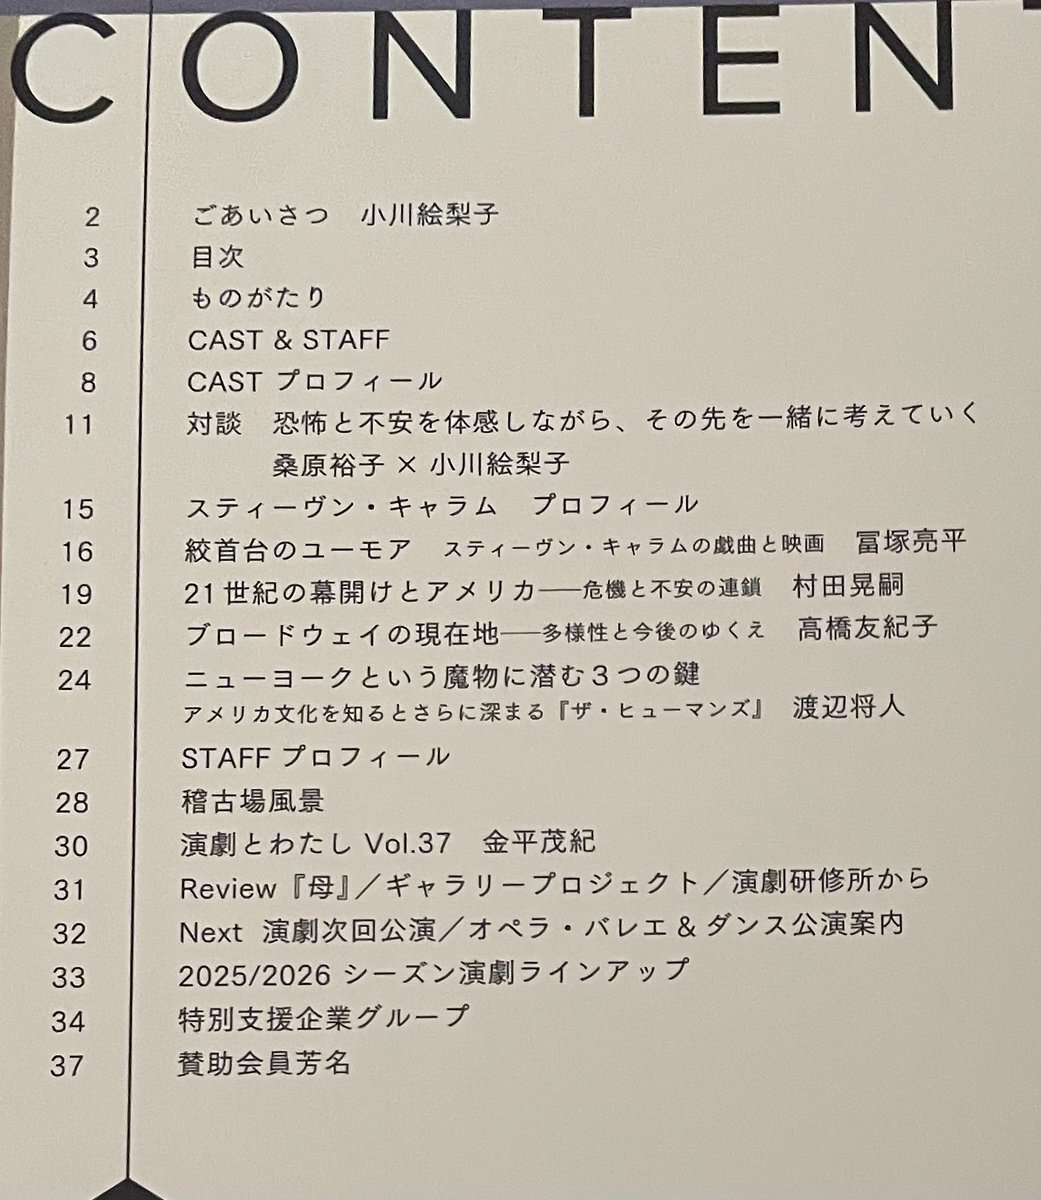 CONTENT
2 ごあいさつ 小川絵梨子
3 目次
4 ものがたり
6 CAST & STAFF
8 CAST プロフィール
11 対談 恐怖と不安を体感しながら、その先を一緒に考えていく
桑原裕子 × 小川絵梨子
15 スティーヴン・キャラム プロフィール
16 絞首台のユーモア スティーヴン・キャラムの戯曲と映画 冨塚亮平
19 21世紀の幕開けとアメリカ——危機と不安の連鎖 村田晃嗣
22 ブロードウェイの現在地——多様性と今後のゆくえ 高橋友紀子
24 ニューヨークという魔物に潜む3つの鍵
アメリカ文化を知るとさらに深まる『ザ・ヒューマンズ』 渡辺将人
27 STAFF プロフィール
28 稽古場風景
30 演劇とわたし Vol.37 金平茂紀
31 Review『母』／ギャラリープロジェクト／演劇研修所から
32 Next 演劇次回公演／オペラ・バレエ & ダンス公演案内
33 2025/2026 シーズン演劇ラインアップ
34 特別支援企業グループ
37 賛助会員芳名